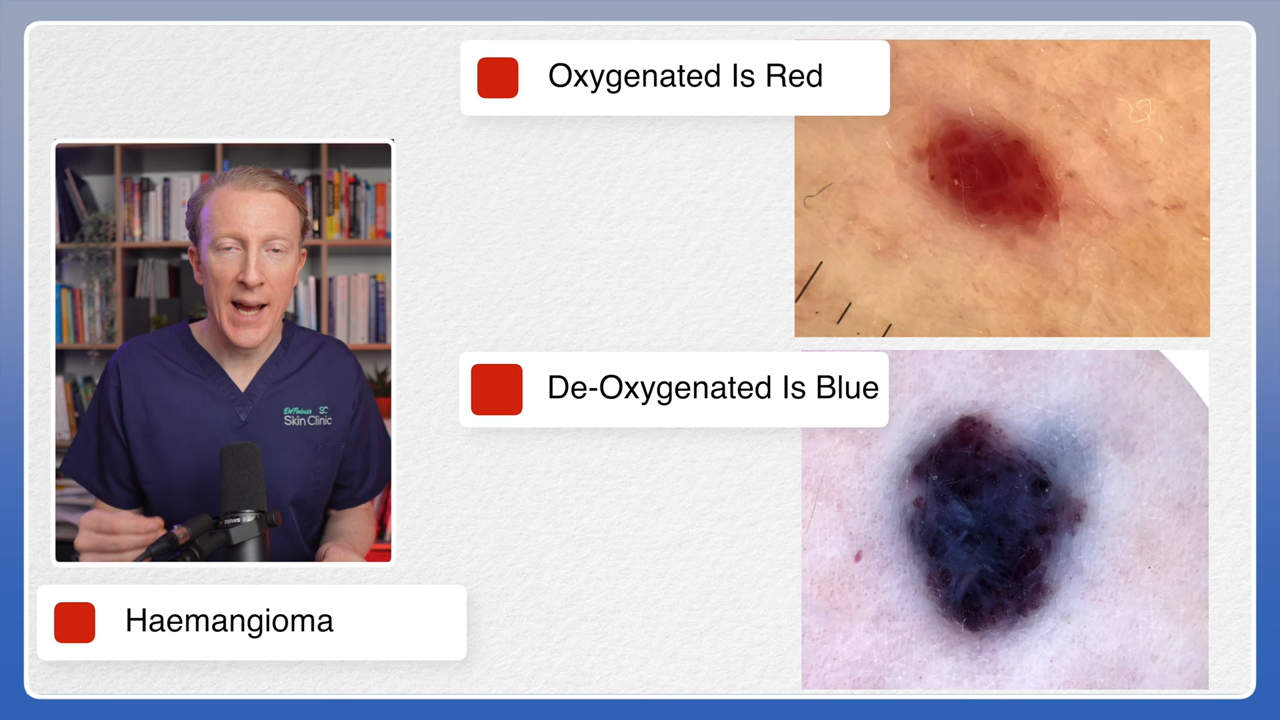 Oxygenated Is Red
De-Oxygenated Is Blue
Skin Clinic
Haemangioma